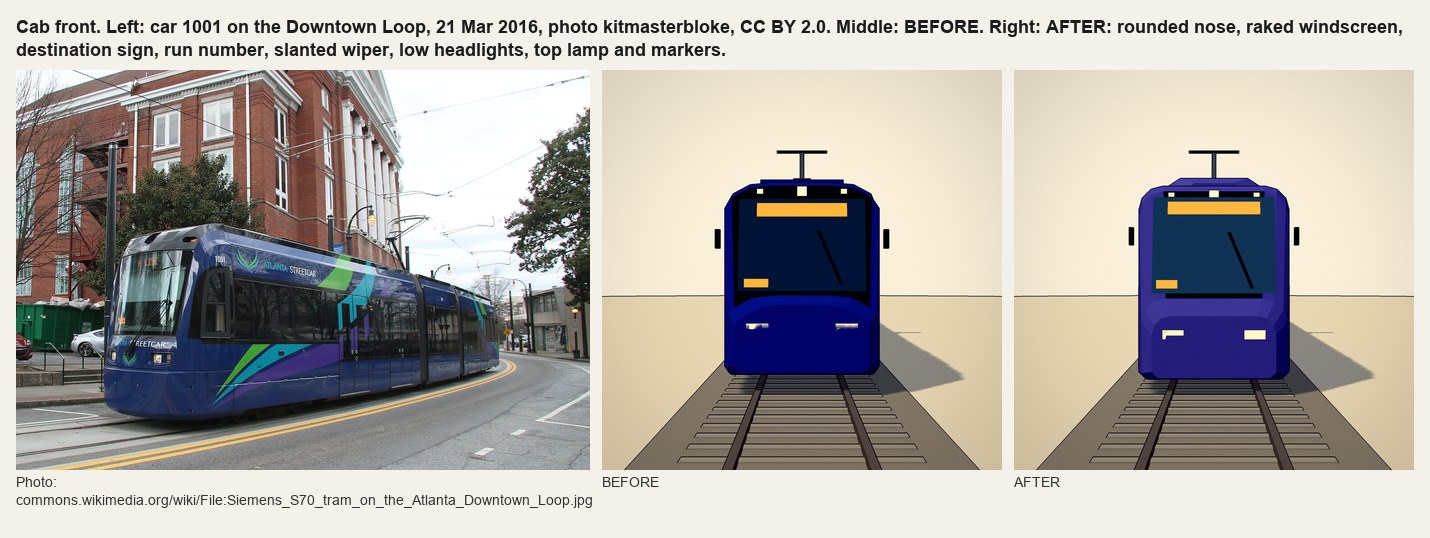 Cab front. Left: car 1001 on the Downtown Loop, 21 Mar 2016, photo kitmasterbloke, CC BY 2.0. Middle: BEFORE. Right: AFTER: rounded nose, raked windscreen,
destination sign, run number, slanted wiper, low headlights, top lamp and markers.
1001
ATLANTA STREETCAR
Photo:
commons.wikimedia.org/wiki/File:Siemens_S70_tram_on_the_Atlanta_Downtown_Loop.jpg
BEFORE
AFTER